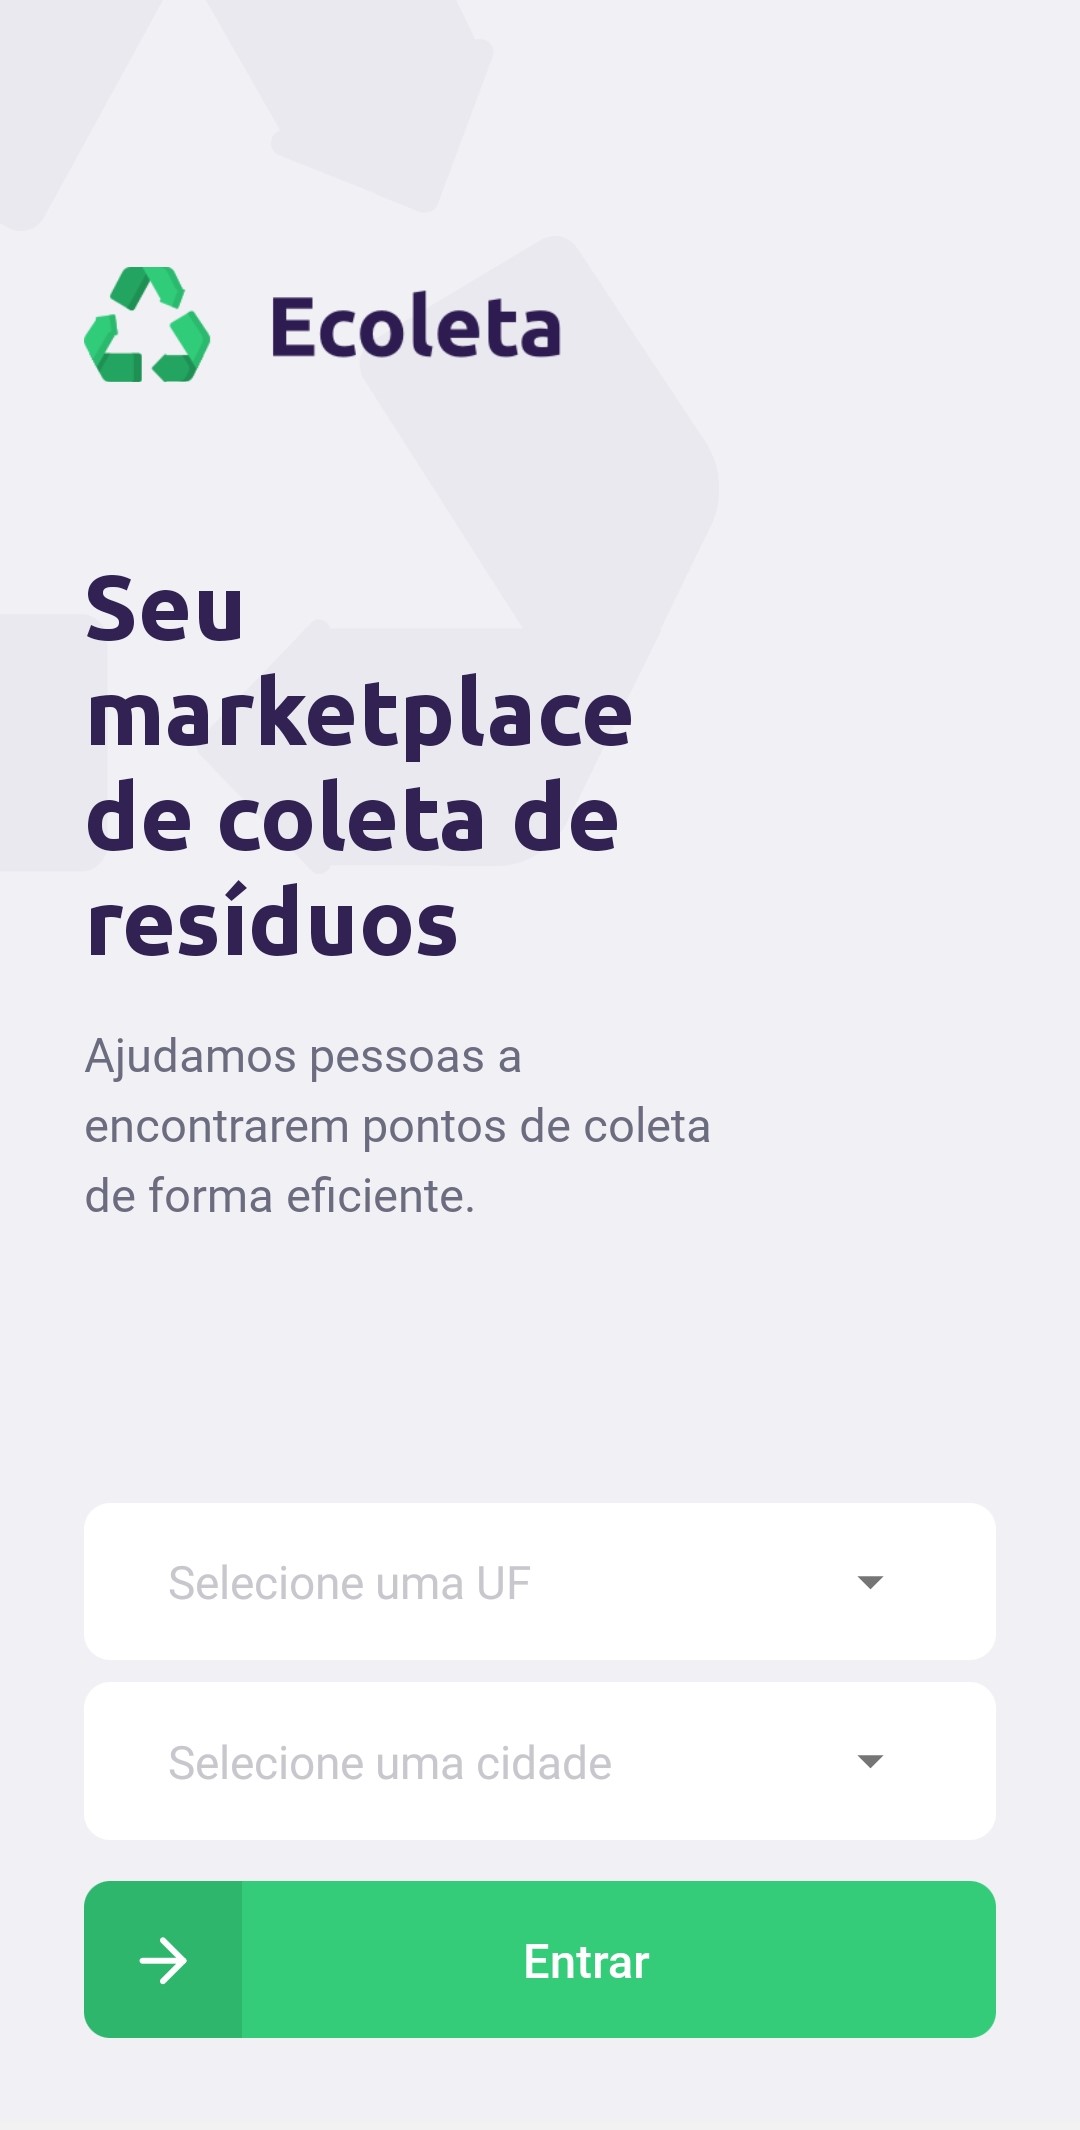 Ecoleta
Seu
marketplace
de coleta de
resíduos
Ajudamos pessoas a
encontrarem pontos de coleta
de forma eficiente.
Selecione uma UF
Selecione uma cidade
Entrar